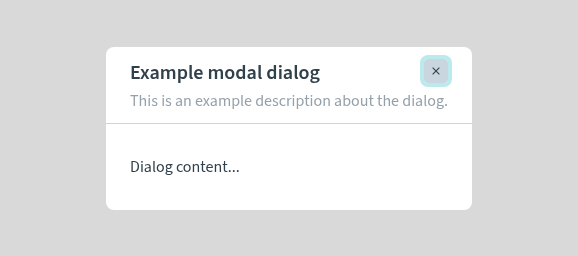 Example modal dialog
×
This is an example description about the dialog.
Dialog content...